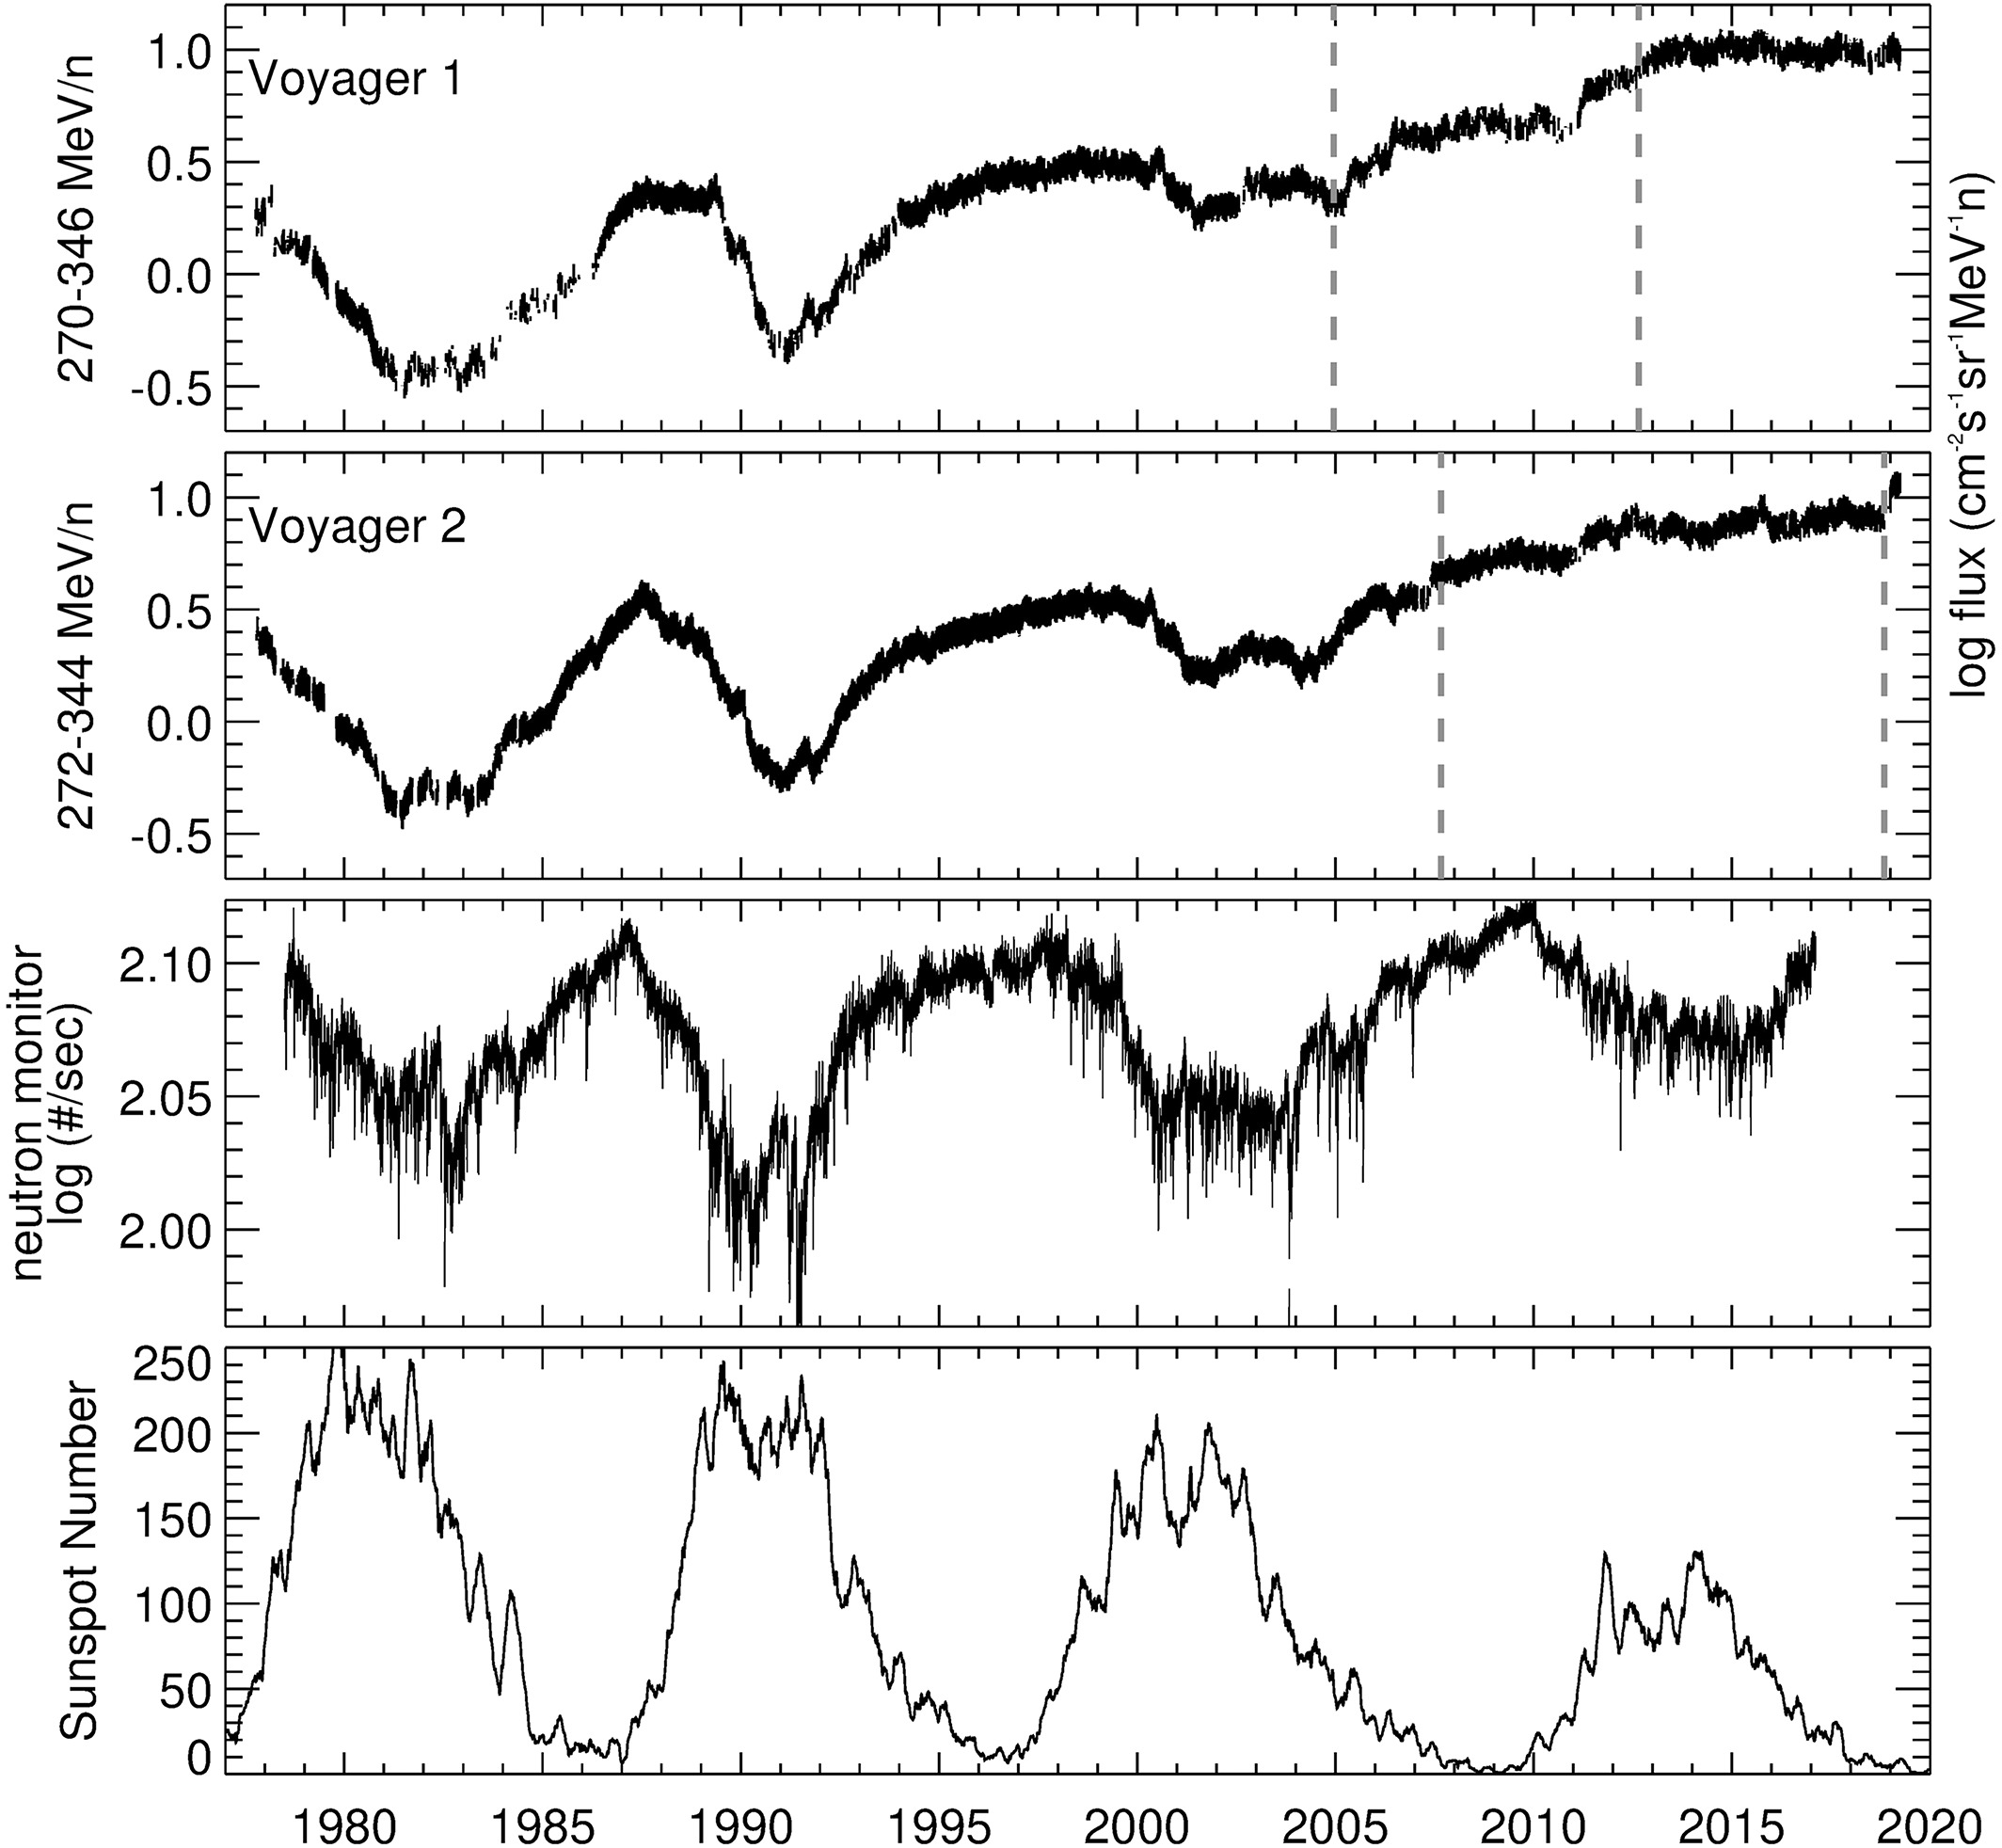 Voyager 1
270-346 MeV/n
1.0
0.5
0.0
-0.5
Voyager 2
272-344 MeV/n
1.0
0.5
0.0
-0.5
log flux (cm⁻²s⁻¹sr⁻¹MeV⁻¹n)
neutron monitor
log (#/sec)
2.10
2.05
2.00
Sunspot Number
250
200
150
100
50
0
1980 1985 1990 1995 2000 2005 2010 2015 2020